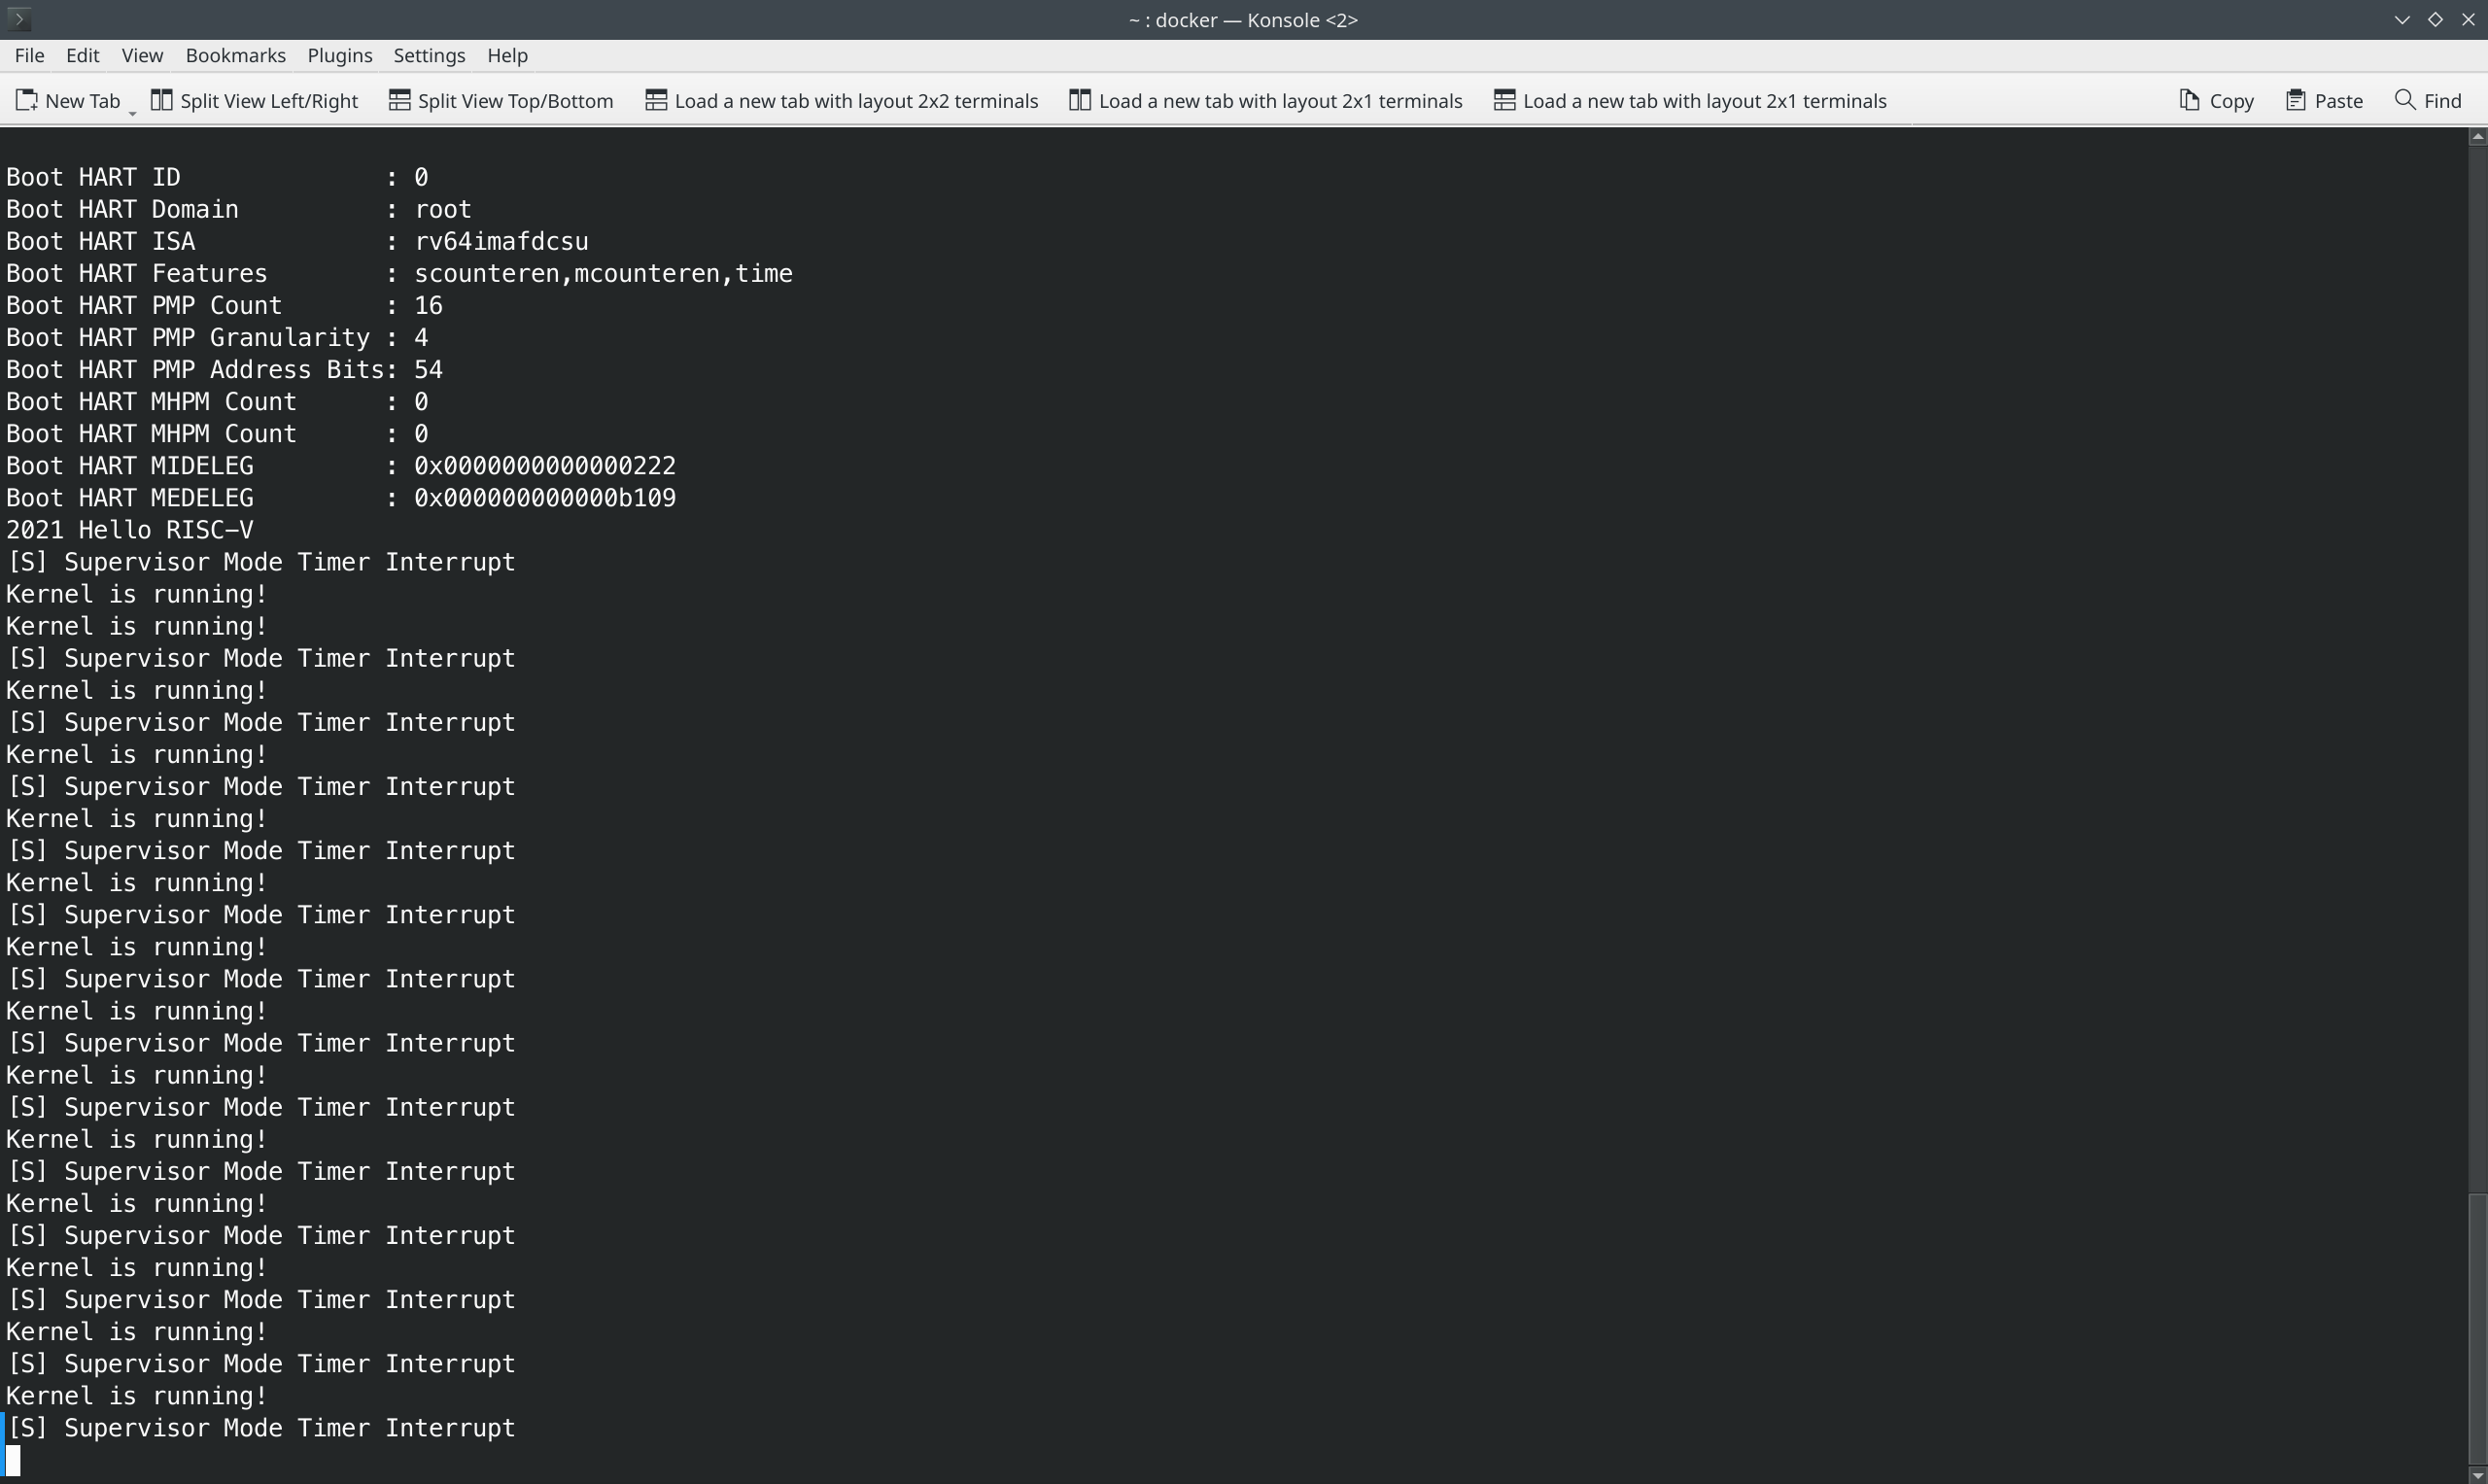 ~ : docker — Konsole <2>
File Edit View Bookmarks Plugins Settings Help
New Tab Split View Left/Right Split View Top/Bottom Load a new tab with layout 2x2 terminals Load a new tab with layout 2x1 terminals Load a new tab with layout 2x1 terminals Copy Paste Find
Boot HART ID : 0
Boot HART Domain : root
Boot HART ISA : rv64imafdcsu
Boot HART Features : scounteren,mcounteren,time
Boot HART PMP Count : 16
Boot HART PMP Granularity : 4
Boot HART PMP Address Bits: 54
Boot HART MHPM Count : 0
Boot HART MHPM Count : 0
Boot HART MIDELEG : 0x0000000000000222
Boot HART MEDELEG : 0x000000000000b109
2021 Hello RISC-V
[S] Supervisor Mode Timer Interrupt
Kernel is running!
Kernel is running!
[S] Supervisor Mode Timer Interrupt
Kernel is running!
[S] Supervisor Mode Timer Interrupt
Kernel is running!
[S] Supervisor Mode Timer Interrupt
Kernel is running!
[S] Supervisor Mode Timer Interrupt
Kernel is running!
[S] Supervisor Mode Timer Interrupt
Kernel is running!
[S] Supervisor Mode Timer Interrupt
Kernel is running!
[S] Supervisor Mode Timer Interrupt
Kernel is running!
[S] Supervisor Mode Timer Interrupt
Kernel is running!
[S] Supervisor Mode Timer Interrupt
Kernel is running!
[S] Supervisor Mode Timer Interrupt
Kernel is running!
[S] Supervisor Mode Timer Interrupt
Kernel is running!
[S] Supervisor Mode Timer Interrupt
Kernel is running!
[S] Supervisor Mode Timer Interrupt